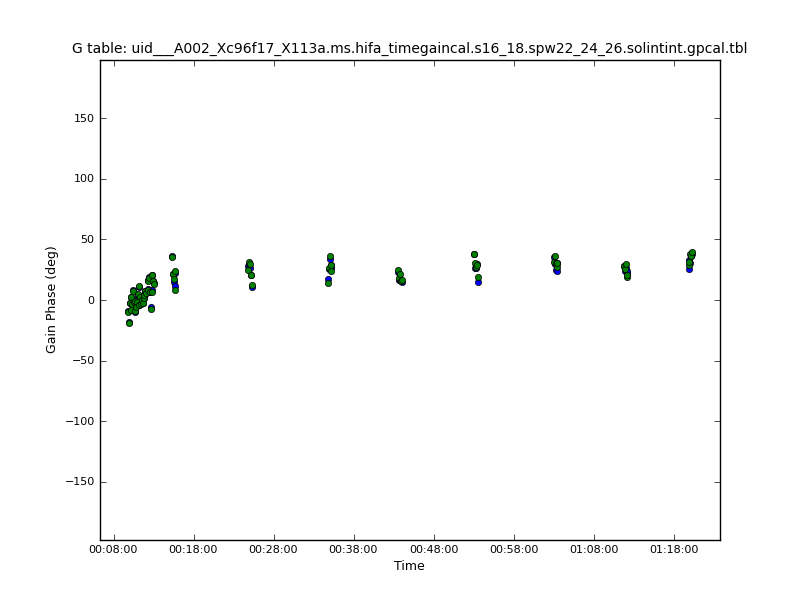 G table: uid___A002_Xc96f17_X113a.ms.hifa_timegaincal.s16_18.spw22_24_26.solintint.gpcal.tbl
150
100
50
0
−50
−100
−150
Gain Phase (deg)
00:08:00 00:18:00 00:28:00 00:38:00 00:48:00 00:58:00 01:08:00 01:18:00
Time